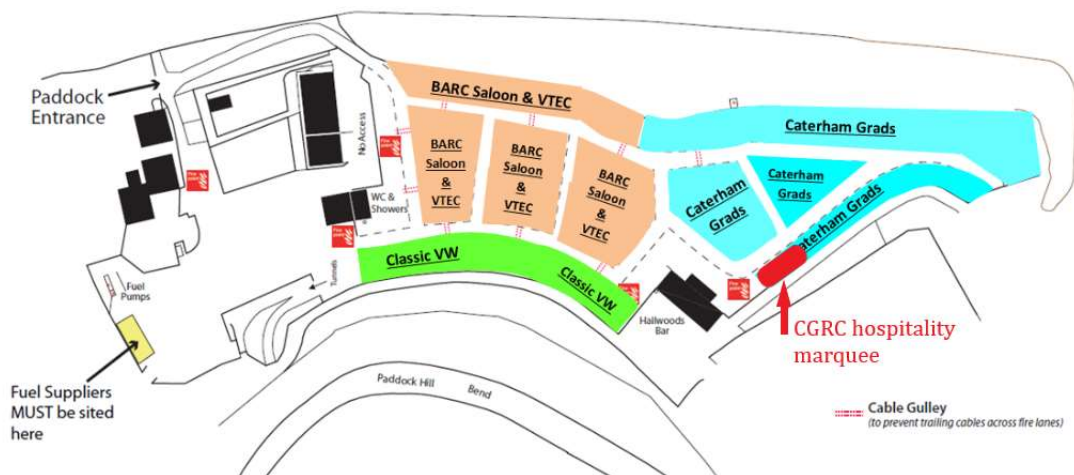 Paddock
Entrance
No Access
WC &
Showers
Tunnels
Fuel
Pumps
Fuel Suppliers
MUST be sited
here
BARC Saloon & VTEC
BARC
Saloon
&
VTEC
BARC
Saloon
&
VTEC
BARC
Saloon
&
VTEC
Caterham Grads
Caterham
Grads
Caterham
Grads
Caterham Grads
Classic VW
Classic VW
Hailwoods
Bar
CGRC hospitality
marquee
Paddock Hill Bend
Cable Gulley
(to prevent trailing cables across fire lanes)